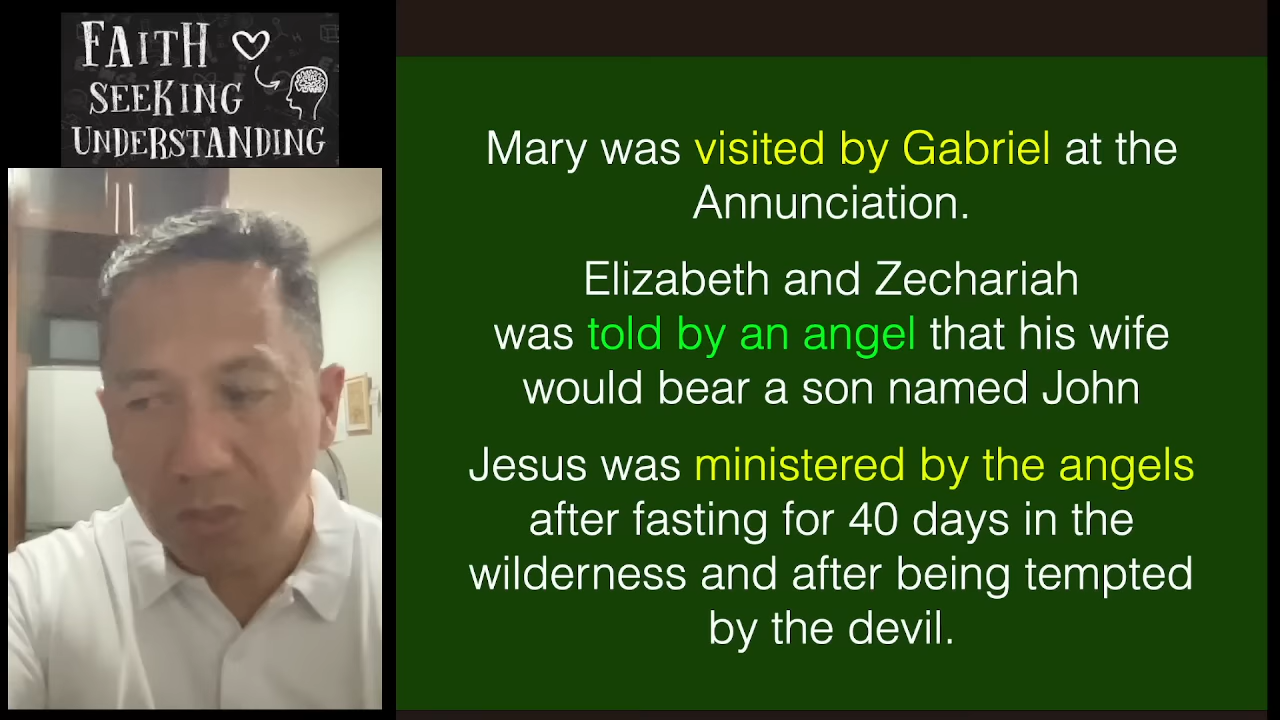 FAITH
SEEKING
UNDERSTANDING
Mary was visited by Gabriel at the
Annunciation.
Elizabeth and Zechariah
was told by an angel that his wife
would bear a son named John
Jesus was ministered by the angels
after fasting for 40 days in the
wilderness and after being tempted
by the devil.